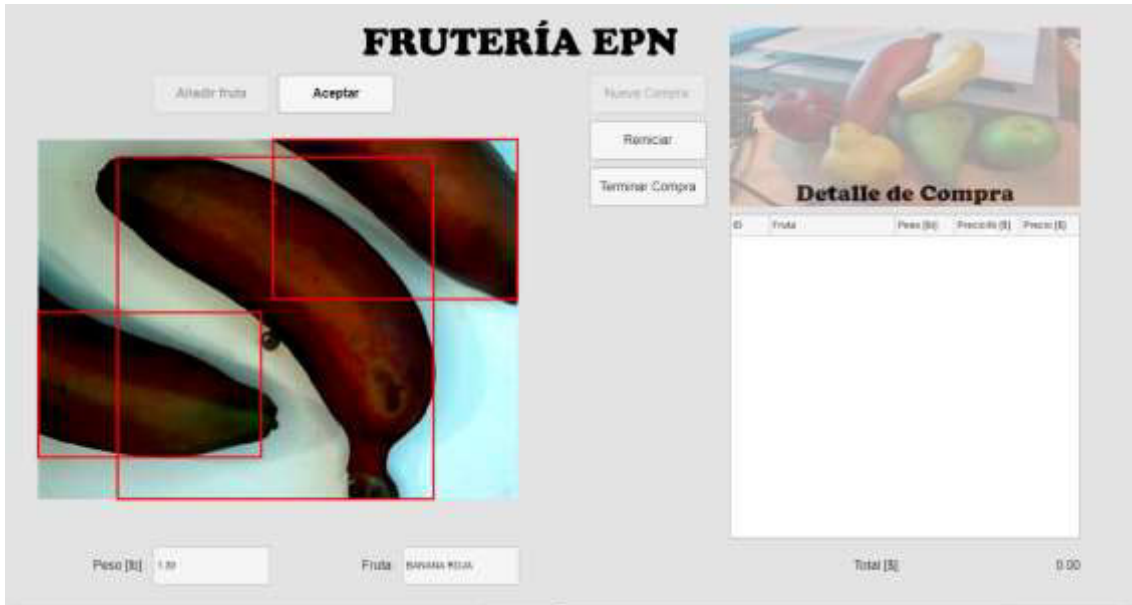 FRUTERÍA EPN
Añadir fruta
Aceptar
Nueva Compra
Reiniciar
Terminar Compra
Detalle de Compra
ID Fruta Peso [lb] Precio/lb [$] Precio [$]
Peso [lb]
Fruta BANANA ROJA
Total [$] 0.00